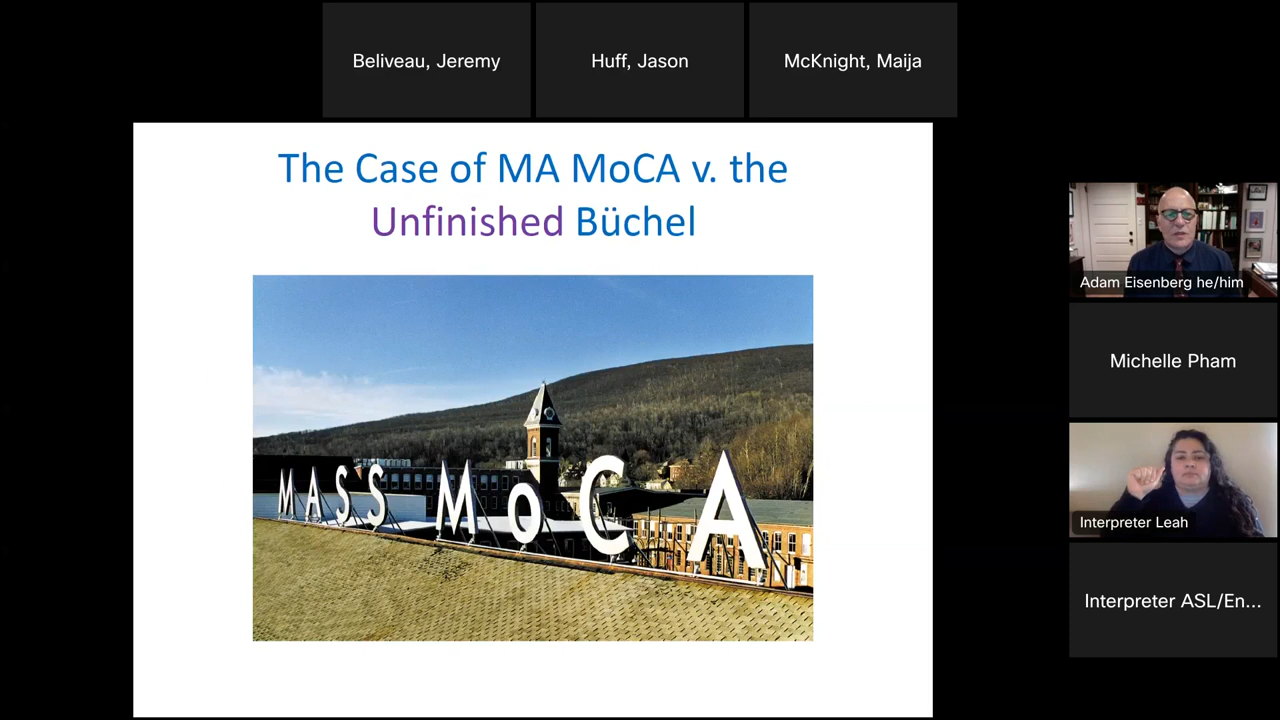 Beliveau, Jeremy
Huff, Jason
McKnight, Maija
The Case of MA MoCA v. the
Unfinished Büchel
MASS MoCA
Adam Eisenberg he/him
Michelle Pham
Interpreter Leah
Interpreter ASL/En...